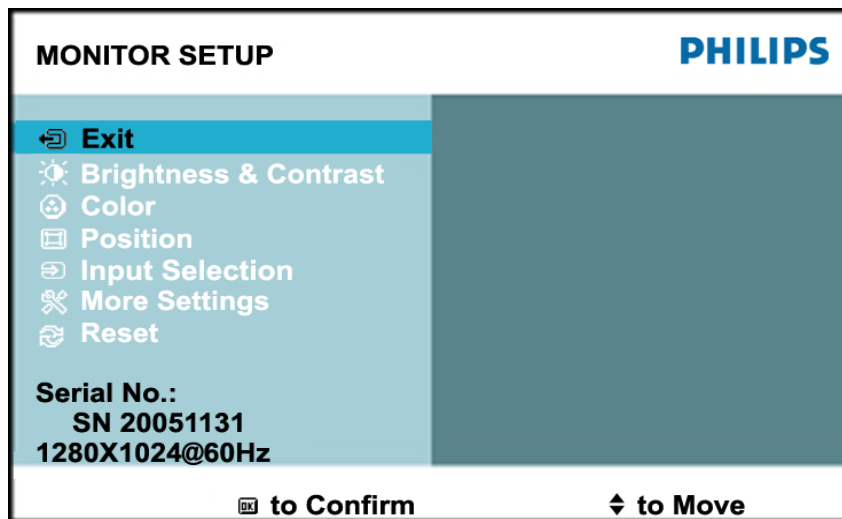 MONITOR SETUP
PHILIPS
Exit
Brightness & Contrast
Color
Position
Input Selection
More Settings
Reset
Serial No.:
SN 20051131
1280X1024@60Hz
OK to Confirm
to Move